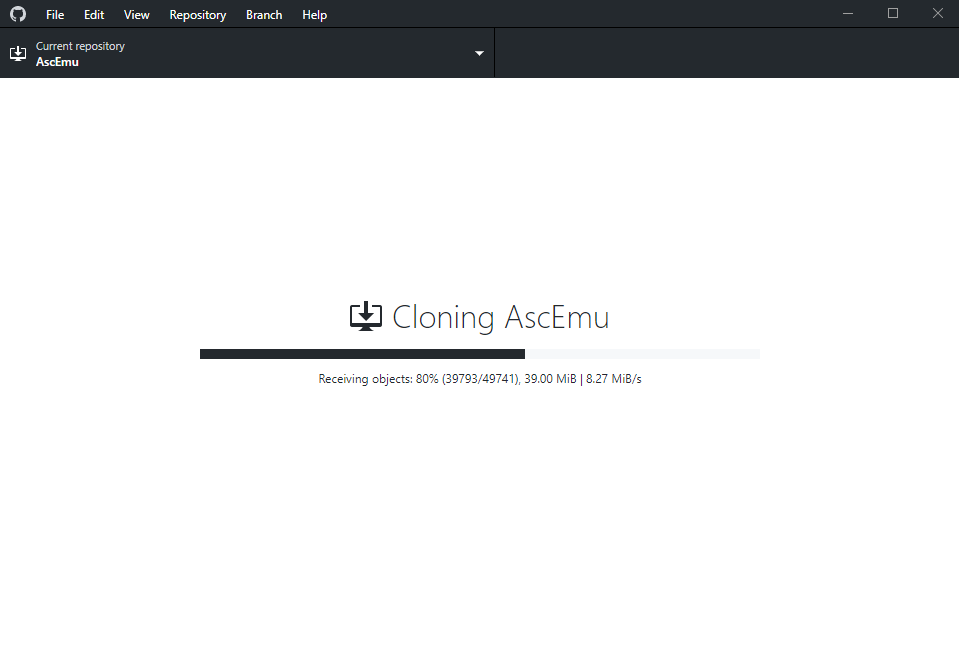 File Edit View Repository Branch Help
Current repository
AscEmu
Cloning AscEmu
Receiving objects: 80% (39793/49741), 39.00 MiB | 8.27 MiB/s